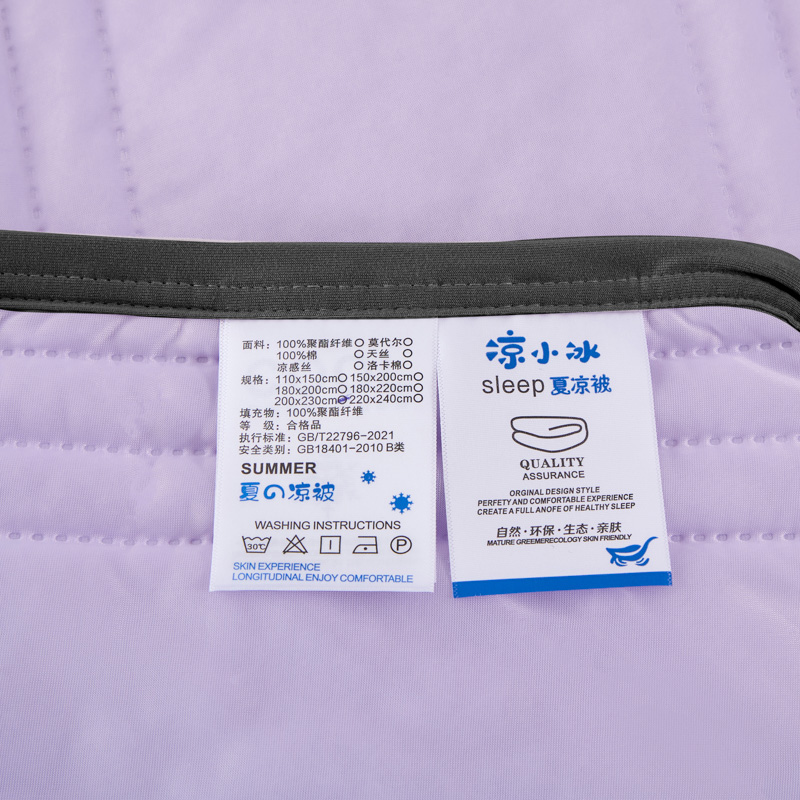 面料：100%聚酯纤维○ 莫代尔○
100%棉○ 天丝○
凉感丝○ 洛卡棉○
规格：110x150cm○ 150x200cm○
180x200cm○ 180x220cm○
200x230cm○ 220x240cm○
填充物：100%聚酯纤维
等 级：合格品
执行标准：GB/T22796-2021
安全类别：GB18401-2010 B类
SUMMER
夏の凉被
WASHING INSTRUCTIONS
30℃ P
SKIN EXPERIENCE
LONGITUDINAL ENJOY COMFORTABLE
凉小冰
sleep 夏凉被
QUALITY
ASSURANCE
ORGINAL DESIGN STYLE
PERFETY AND COMFORTABLE EXPERIENCE
CREATE A FULL ANOFE OF HEALTHY SLEEP
自然·环保·生态·亲肤
MATURE GREEMERECOLOGY SKIN FRIENDLY